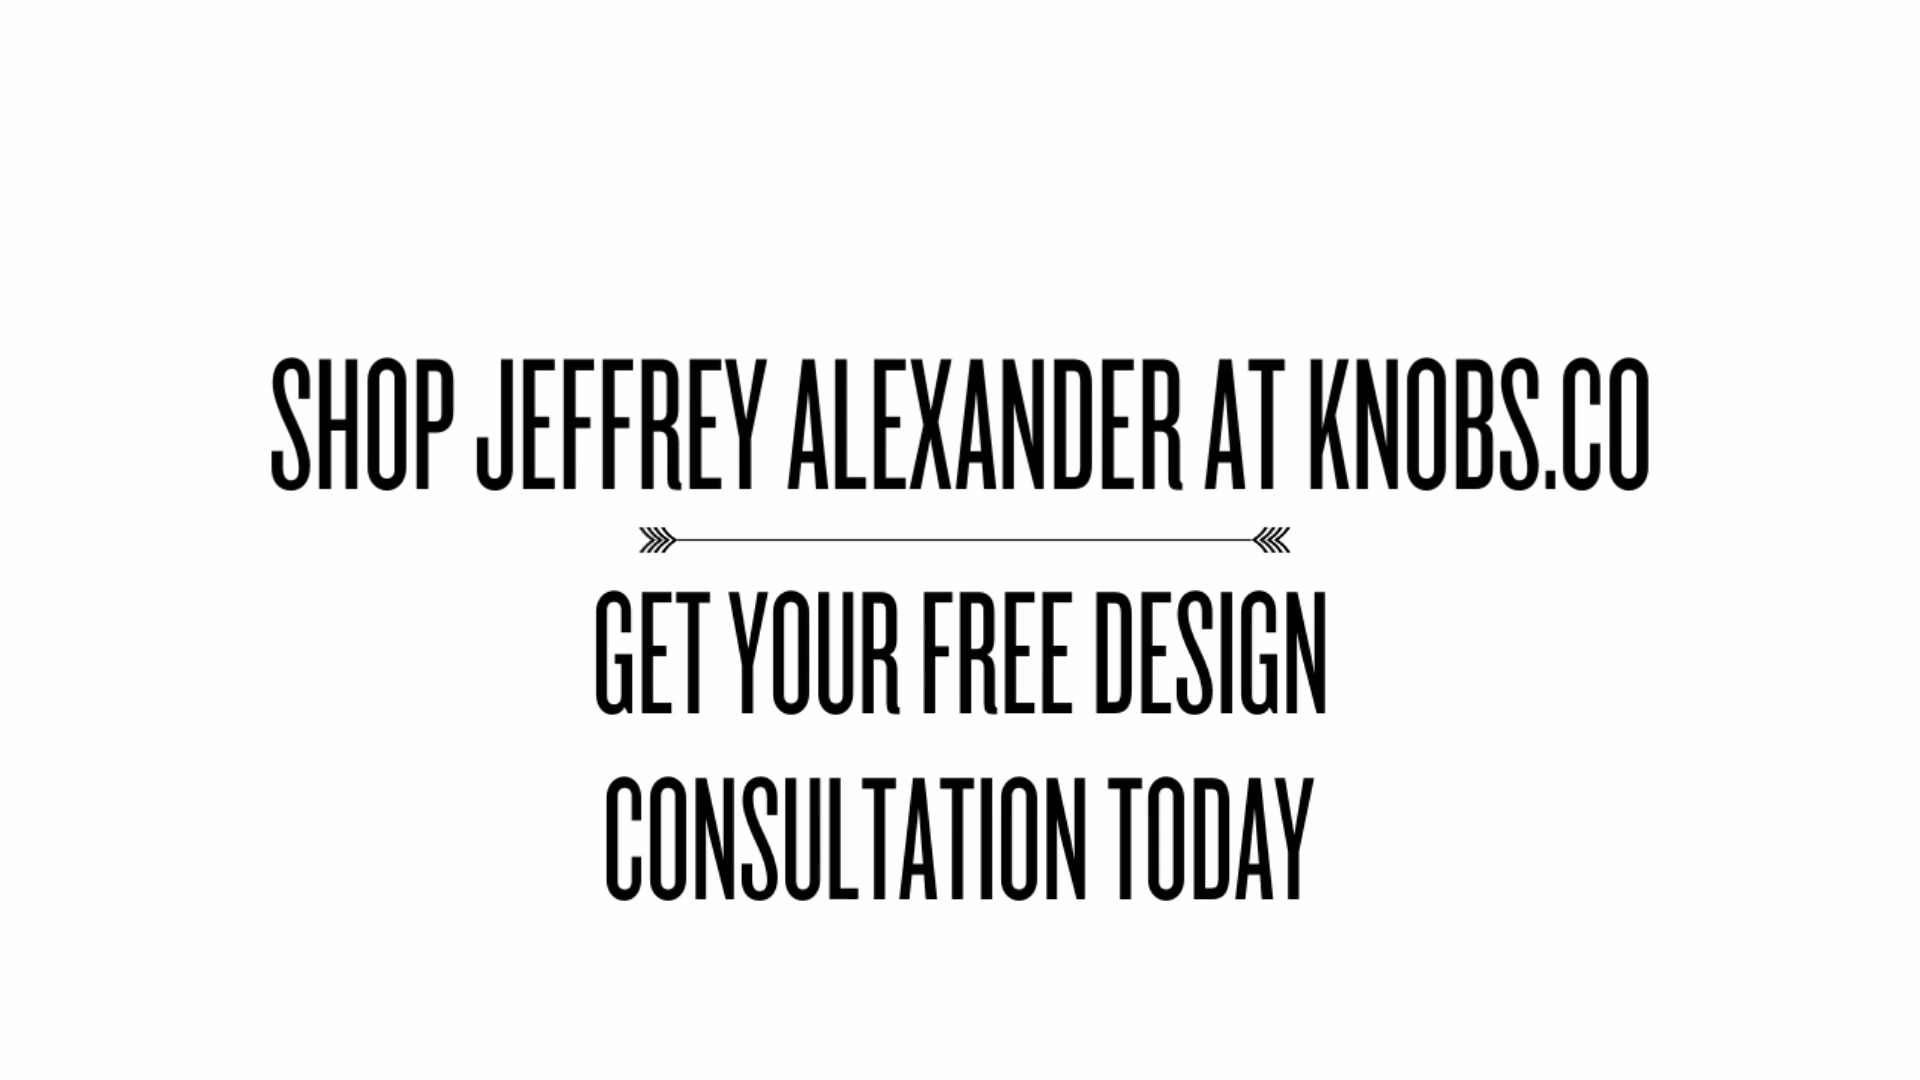 SHOP JEFFREY ALEXANDER AT KNOBS.CO
GET YOUR FREE DESIGN
CONSULTATION TODAY